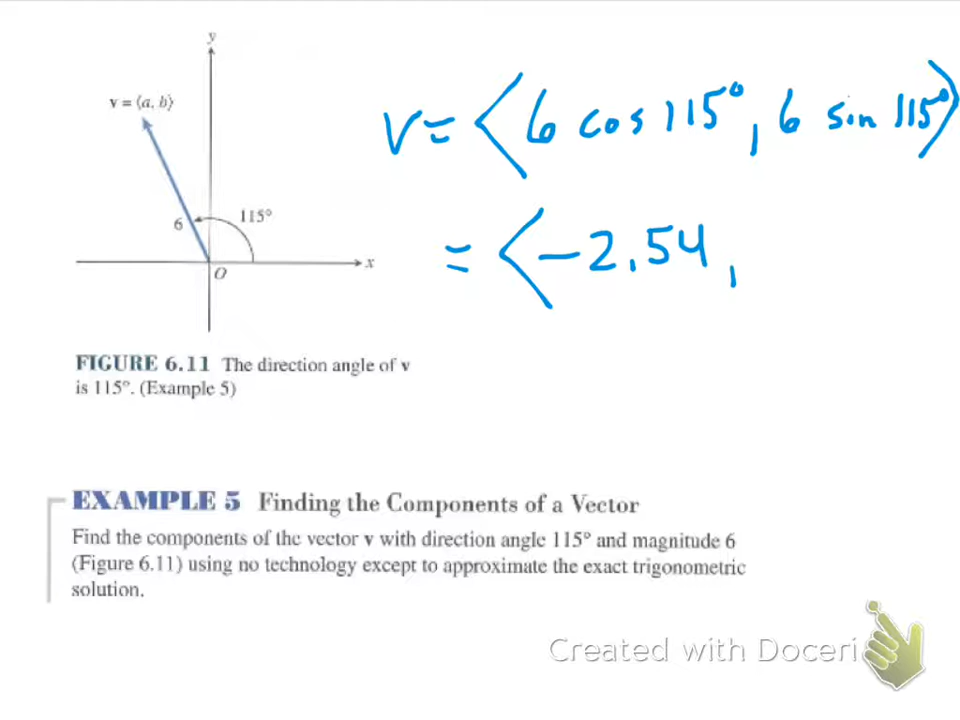 y
v = ⟨a, b⟩
v = ⟨6 cos 115°, 6 sin 115°⟩
6
115°
x
O
= ⟨-2.54,
FIGURE 6.11 The direction angle of v
is 115°. (Example 5)
EXAMPLE 5 Finding the Components of a Vector
Find the components of the vector v with direction angle 115° and magnitude 6
(Figure 6.11) using no technology except to approximate the exact trigonometric
solution.
Created with Doceri